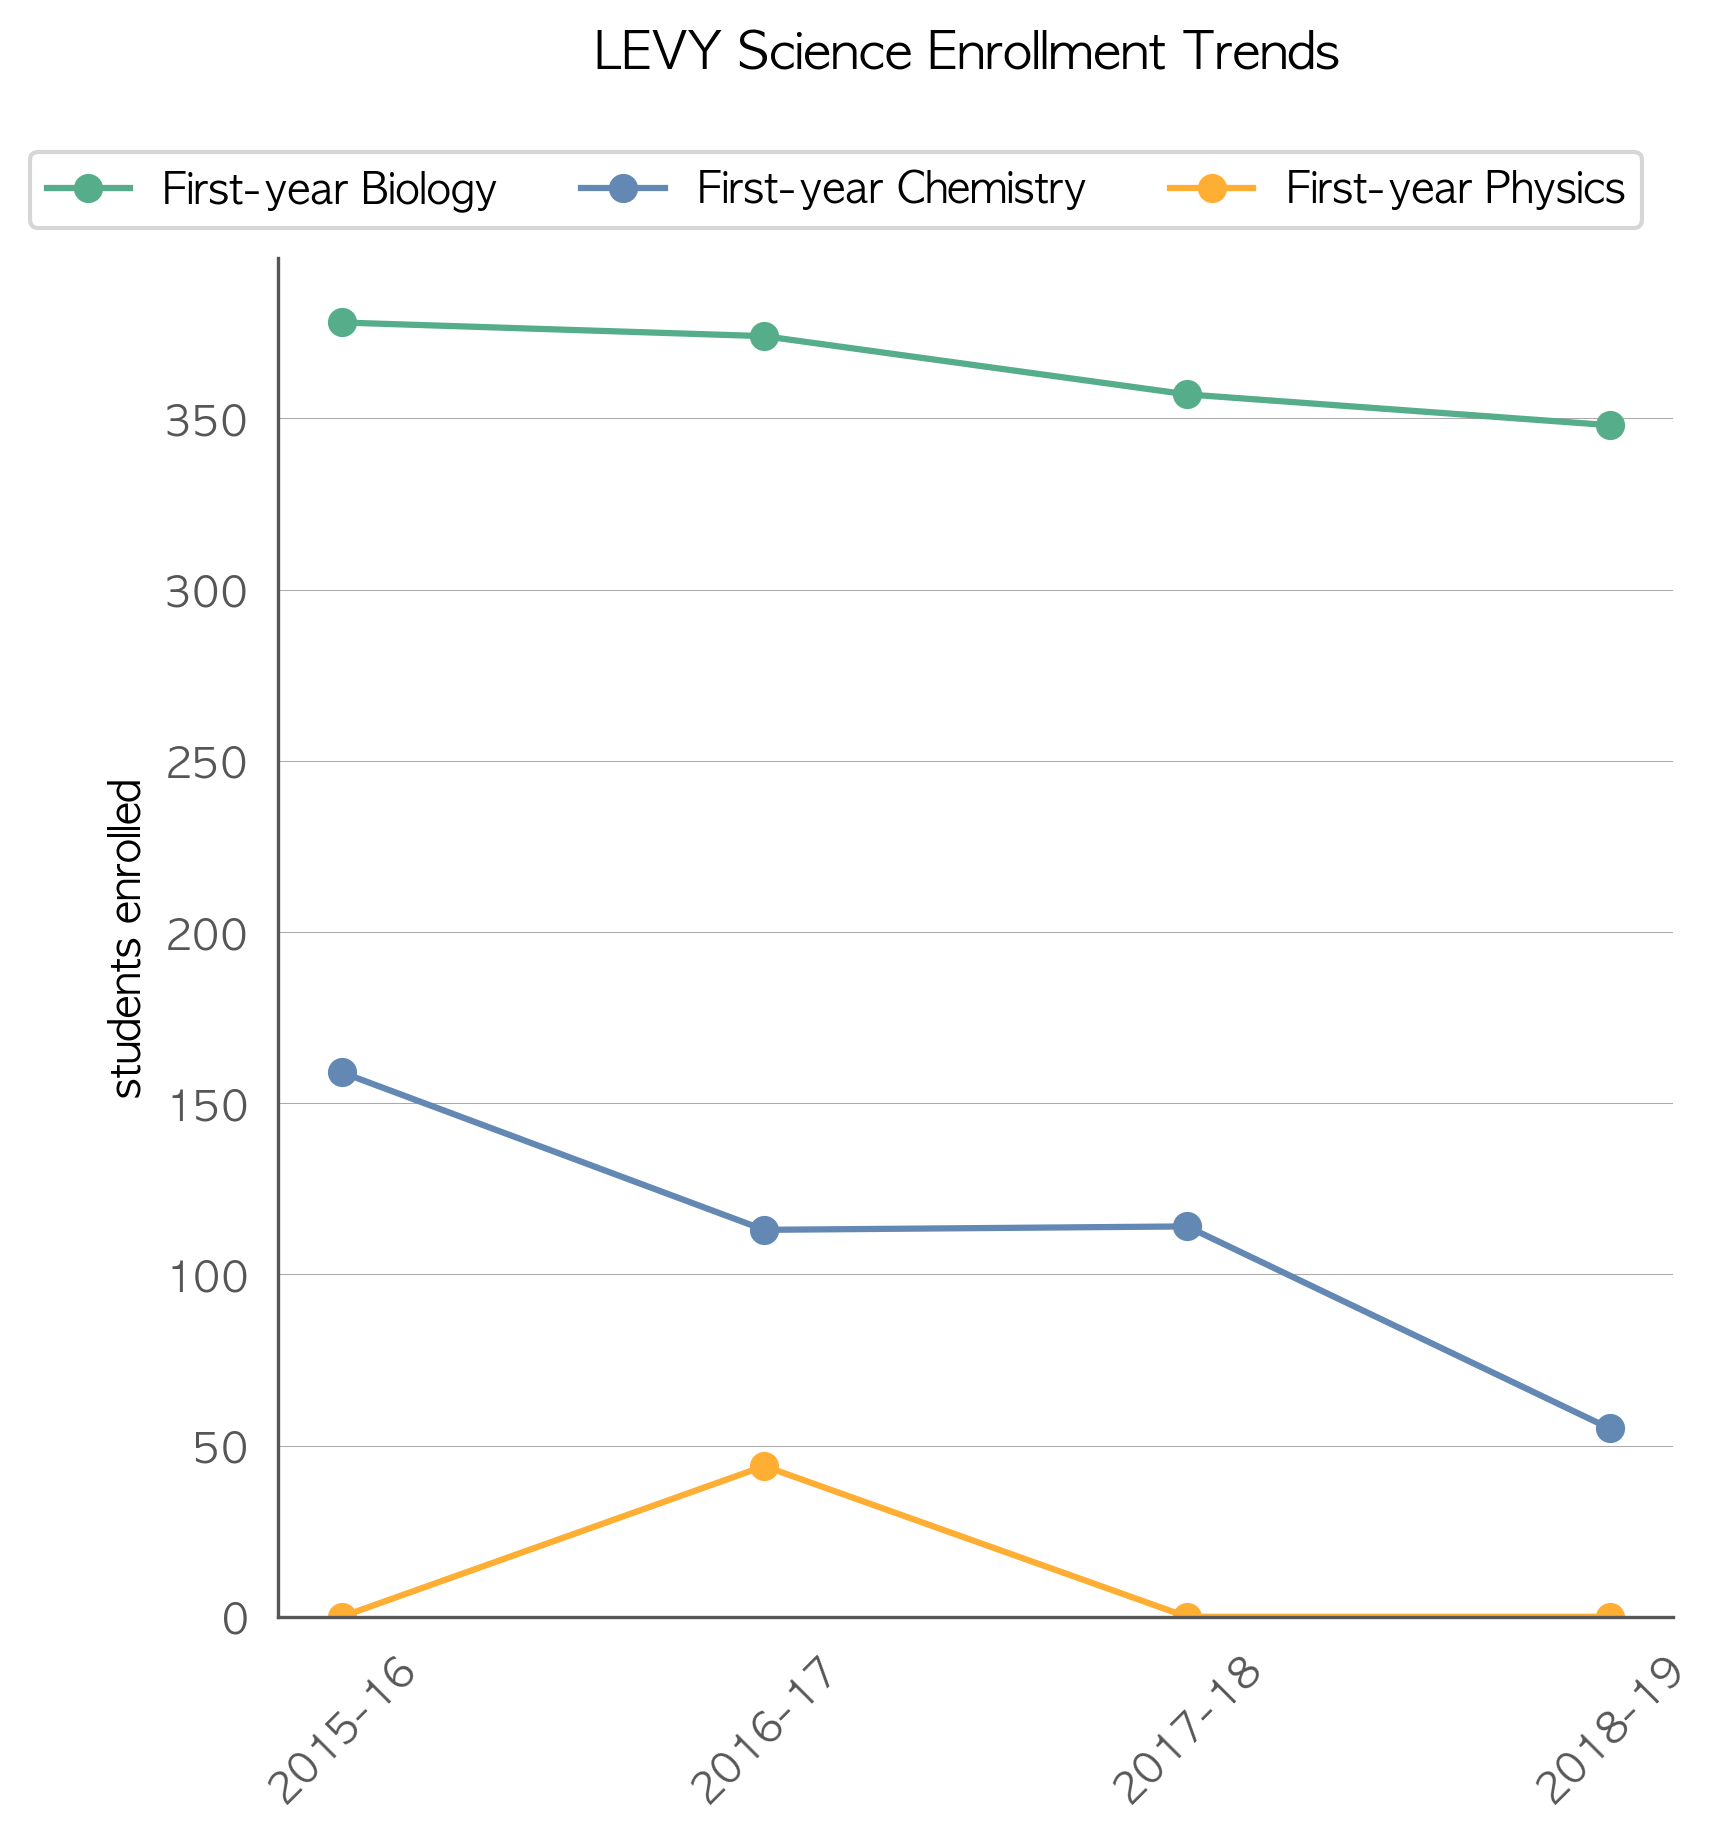 LEVY Science Enrollment Trends
First-year Biology First-year Chemistry First-year Physics
350
300
250
200
150
100
50
0
students enrolled
2015-16 2016-17 2017-18 2018-19